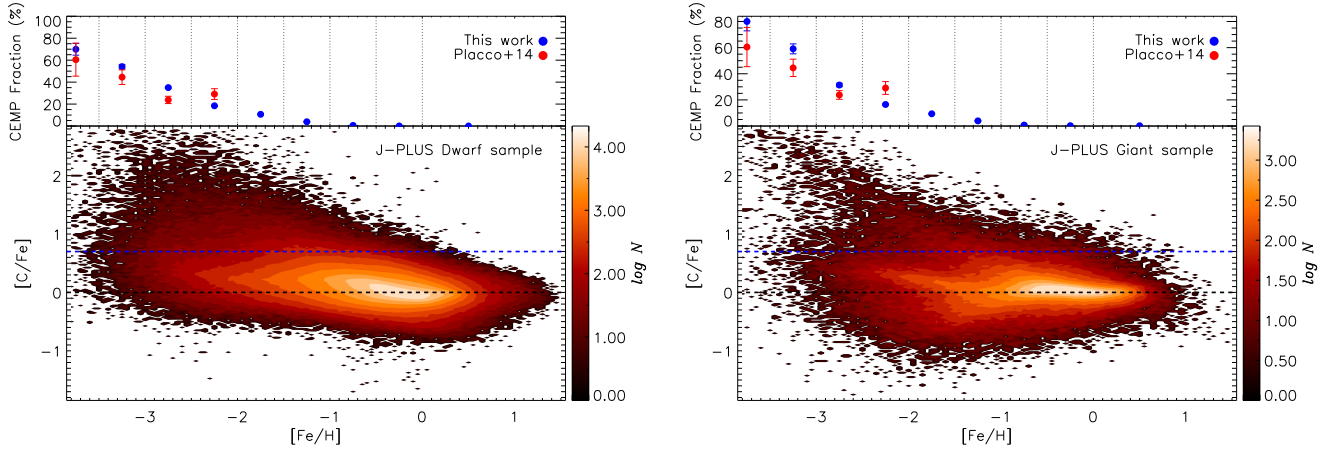 CEMP Fraction (%)
100
80
60
40
20
0
This work
Placco+14
J-PLUS Dwarf sample
[C/Fe]
2
1
0
−1
−3
−2
−1
0
1
[Fe/H]
4.00
3.00
2.00
1.00
0.00
log N
CEMP Fraction (%)
80
60
40
20
0
This work
Placco+14
J-PLUS Giant sample
[C/Fe]
2
1
0
−1
−3
−2
−1
0
1
[Fe/H]
3.00
2.50
2.00
1.50
1.00
0.50
0.00
log N